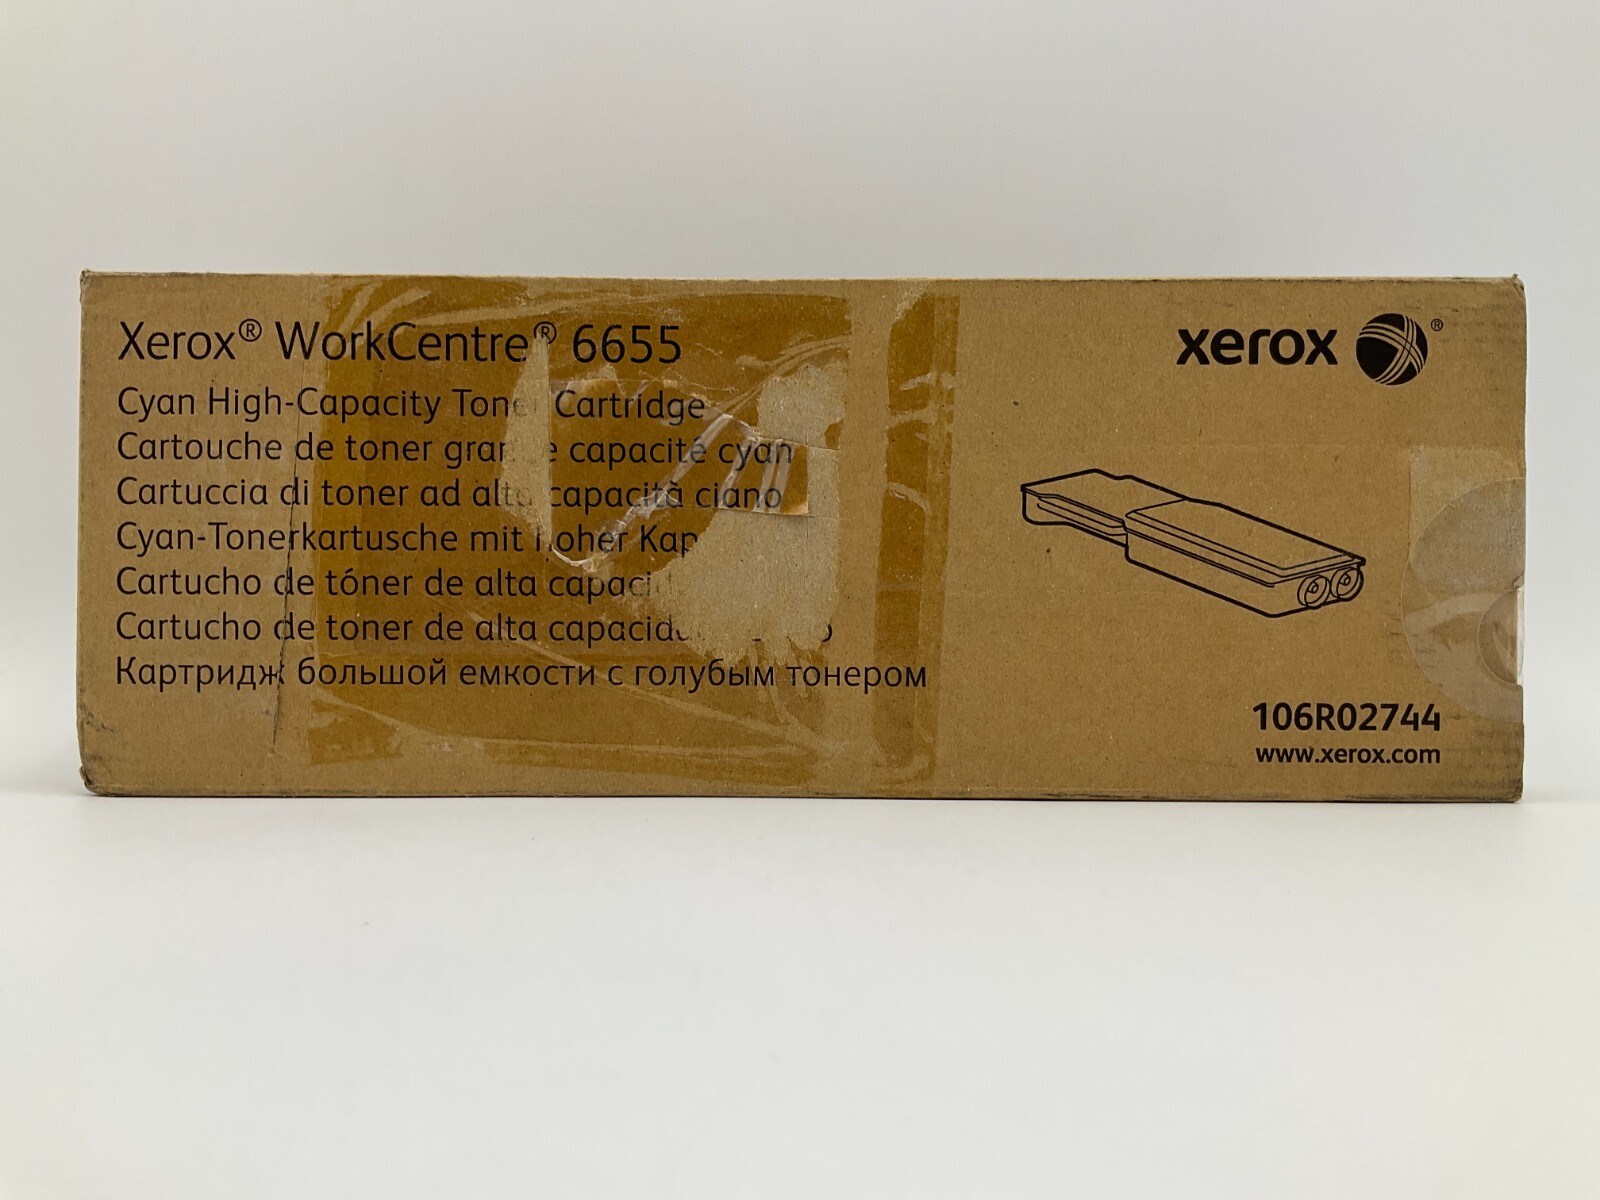 Xerox® WorkCentre® 6655
xerox ®
Cyan High-Capacity Toner Cartridge
Cartouche de toner grande capacité cyan
Cartuccia di toner ad alta capacità ciano
Cyan-Tonerkartusche mit hoher
Cartucho de tóner de alta
Cartucho de toner de alta
Картридж большой емкости с голубым тонером
106R02744
www.xerox.com